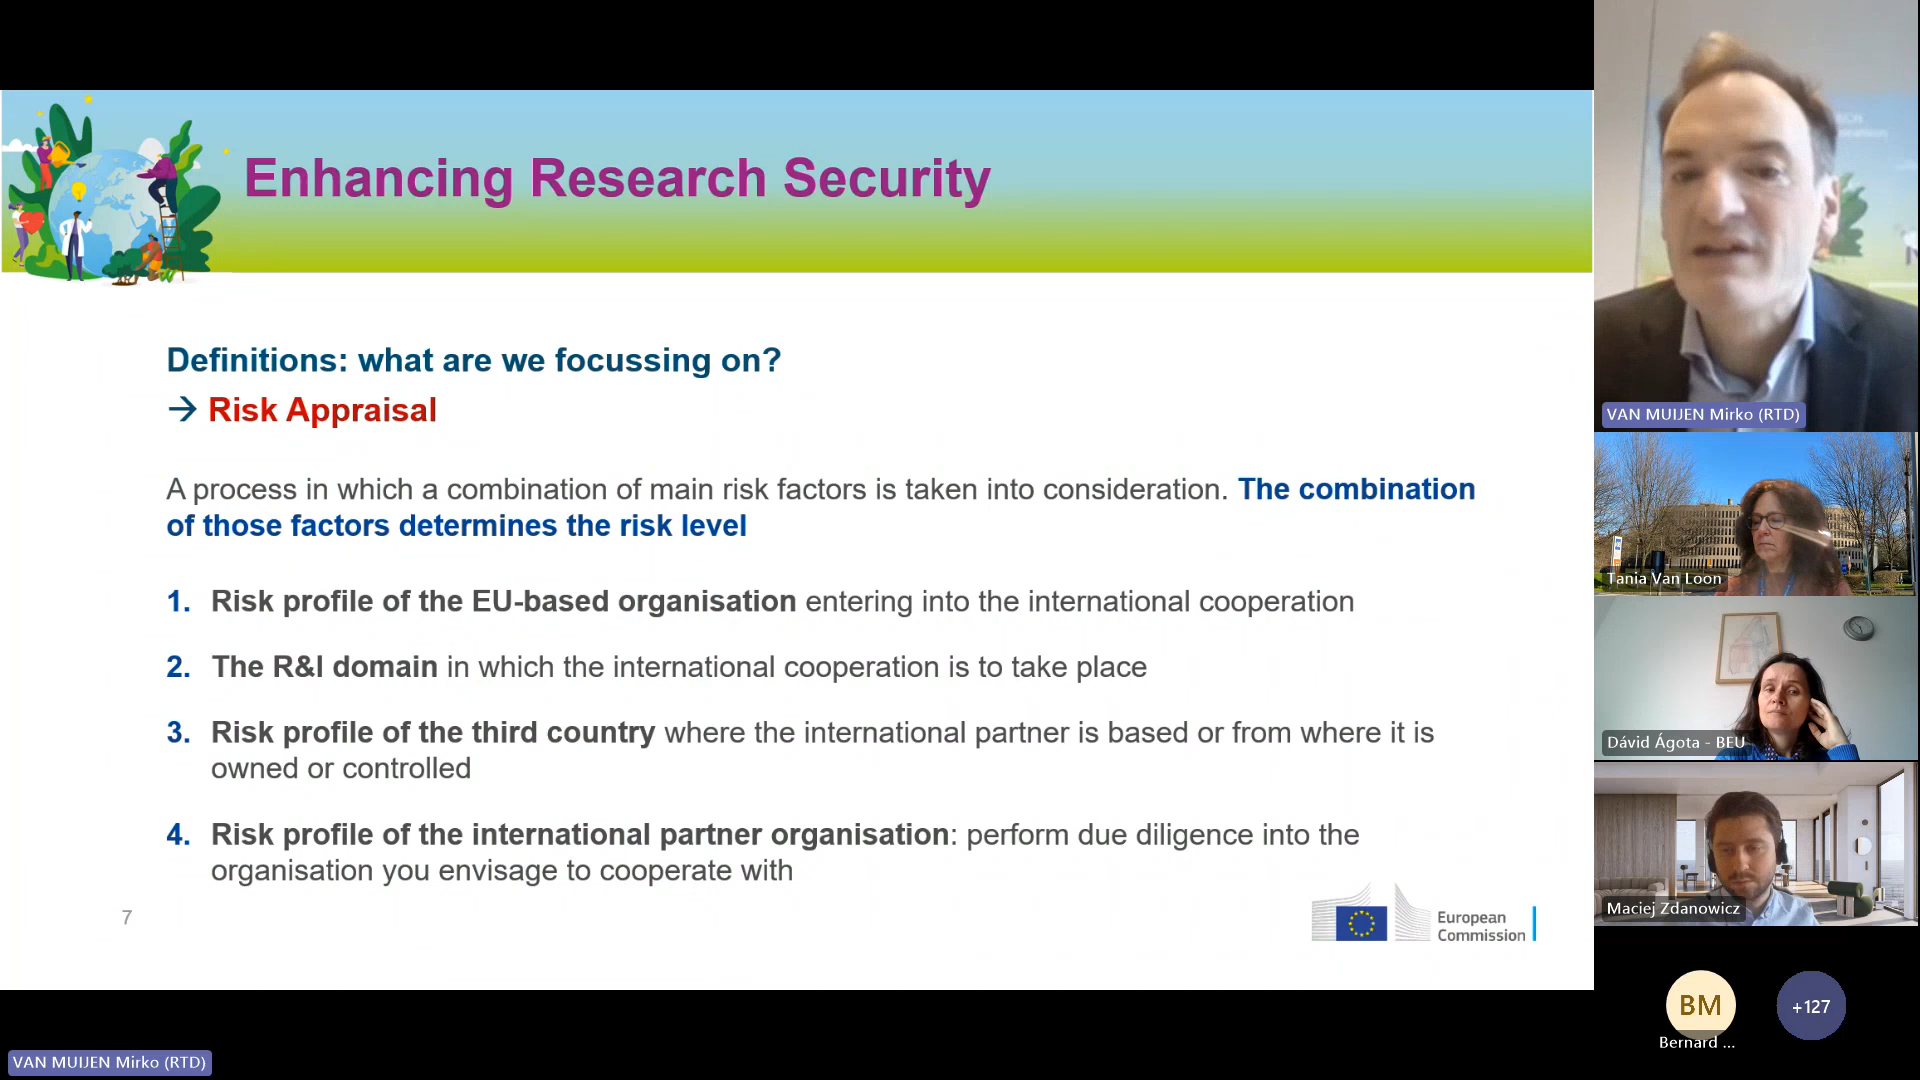 Enhancing Research Security
Definitions: what are we focussing on?
→ Risk Appraisal
A process in which a combination of main risk factors is taken into consideration. The combination
of those factors determines the risk level
1. Risk profile of the EU-based organisation entering into the international cooperation
2. The R&I domain in which the international cooperation is to take place
3. Risk profile of the third country where the international partner is based or from where it is
owned or controlled
4. Risk profile of the international partner organisation: perform due diligence into the
organisation you envisage to cooperate with
7
European
Commission
VAN MUIJEN Mirko (RTD)
Tania Van Loon
Dávid Ágota - BEU
Maciej Zdanowicz
BM
Bernard ...
+127
VAN MUIJEN Mirko (RTD)